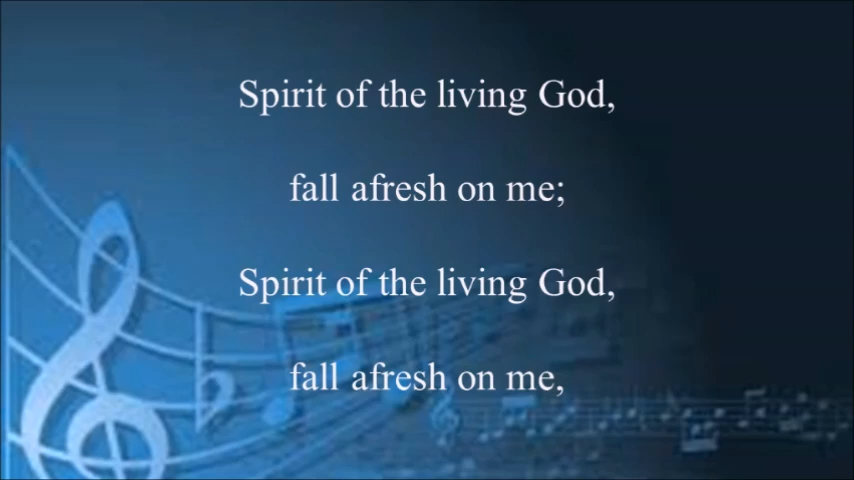 Spirit of the living God,
fall afresh on me;
Spirit of the living God,
fall afresh on me,